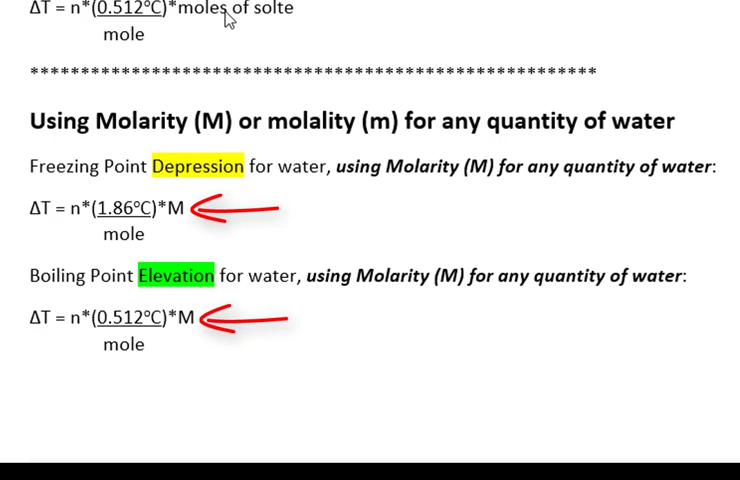 ΔT = n*(0.512°C)*moles of solte
mole
*******************************************************
Using Molarity (M) or molality (m) for any quantity of water
Freezing Point Depression for water, using Molarity (M) for any quantity of water:
ΔT = n*(1.86°C)*M
mole
Boiling Point Elevation for water, using Molarity (M) for any quantity of water:
ΔT = n*(0.512°C)*M
mole